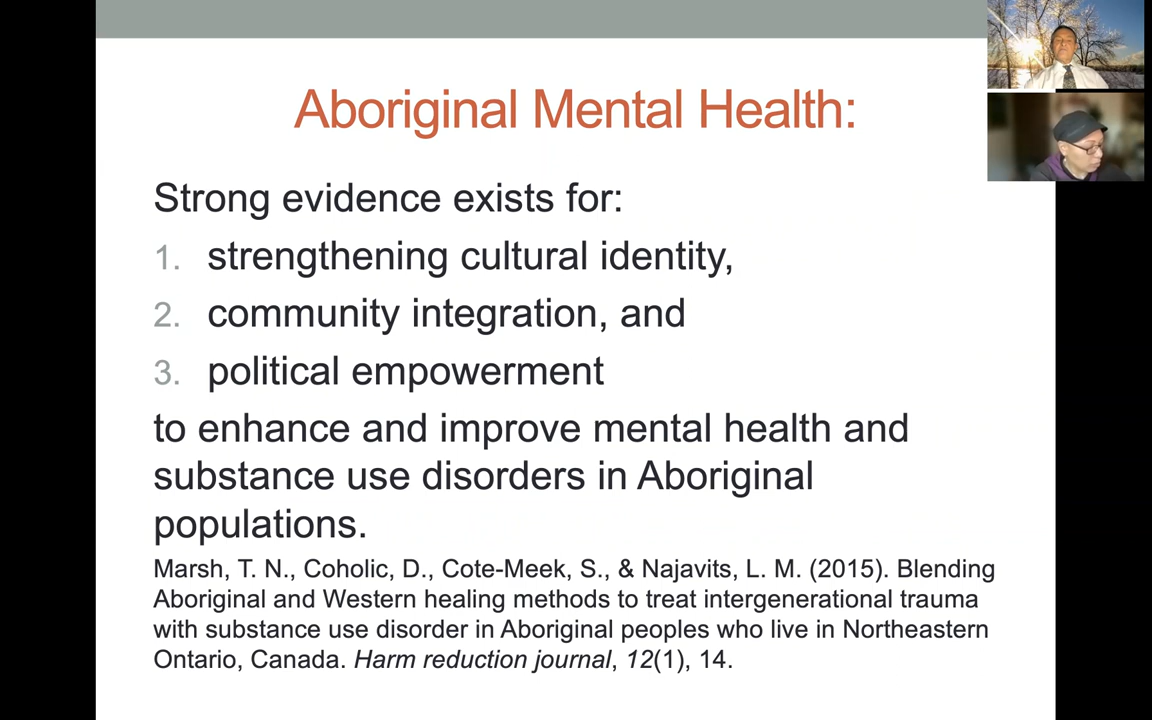 Aboriginal Mental Health:
Strong evidence exists for:
1. strengthening cultural identity,
2. community integration, and
3. political empowerment
to enhance and improve mental health and
substance use disorders in Aboriginal
populations.
Marsh, T. N., Coholic, D., Cote-Meek, S., & Najavits, L. M. (2015). Blending
Aboriginal and Western healing methods to treat intergenerational trauma
with substance use disorder in Aboriginal peoples who live in Northeastern
Ontario, Canada. Harm reduction journal, 12(1), 14.